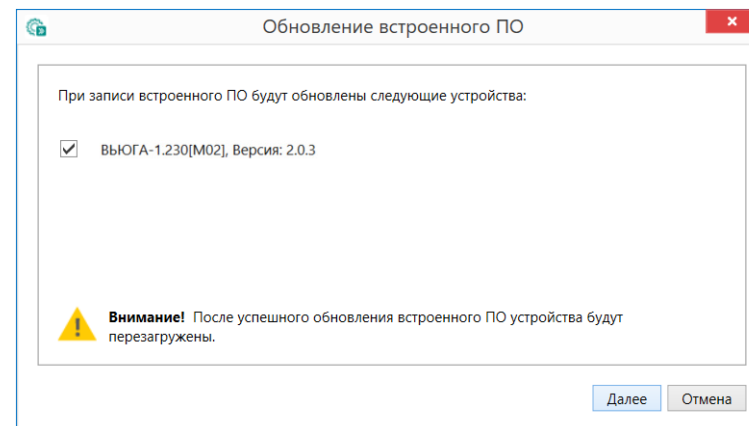 Обновление встроенного ПО
При записи встроенного ПО будут обновлены следующие устройства:
ВЬЮГА-1.230[М02], Версия: 2.0.3
Внимание! После успешного обновления встроенного ПО устройства будут
перезагружены.
Далее Отмена